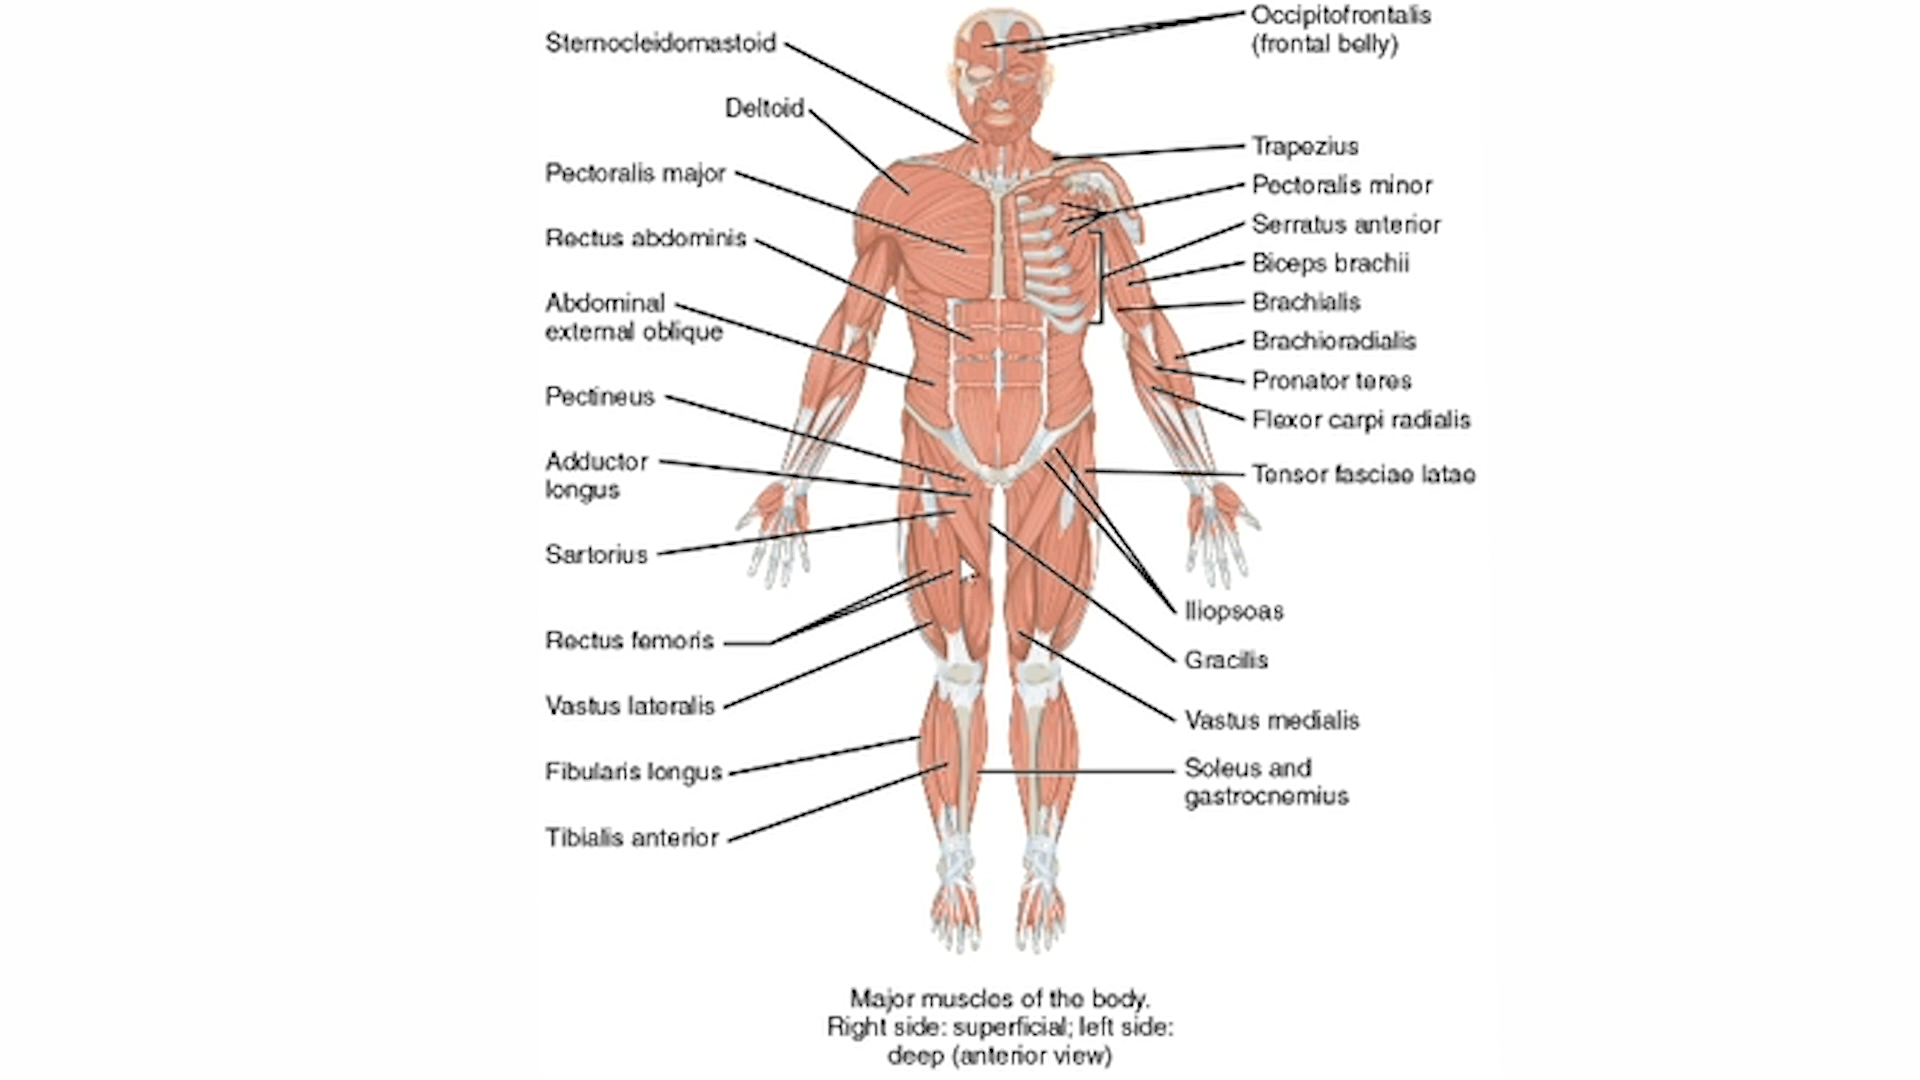 Sternocleidomastoid
Deltoid
Pectoralis major
Rectus abdominis
Abdominal
external oblique
Pectineus
Adductor
longus
Sartorius
Rectus femoris
Vastus lateralis
Fibularis longus
Tibialis anterior
Occipitofrontalis
(frontal belly)
Trapezius
Pectoralis minor
Serratus anterior
Biceps brachii
Brachialis
Brachioradialis
Pronator teres
Flexor carpi radialis
Tensor fasciae latae
Iliopsoas
Gracilis
Vastus medialis
Soleus and
gastrocnemius
Major muscles of the body.
Right side: superficial; left side:
deep (anterior view)